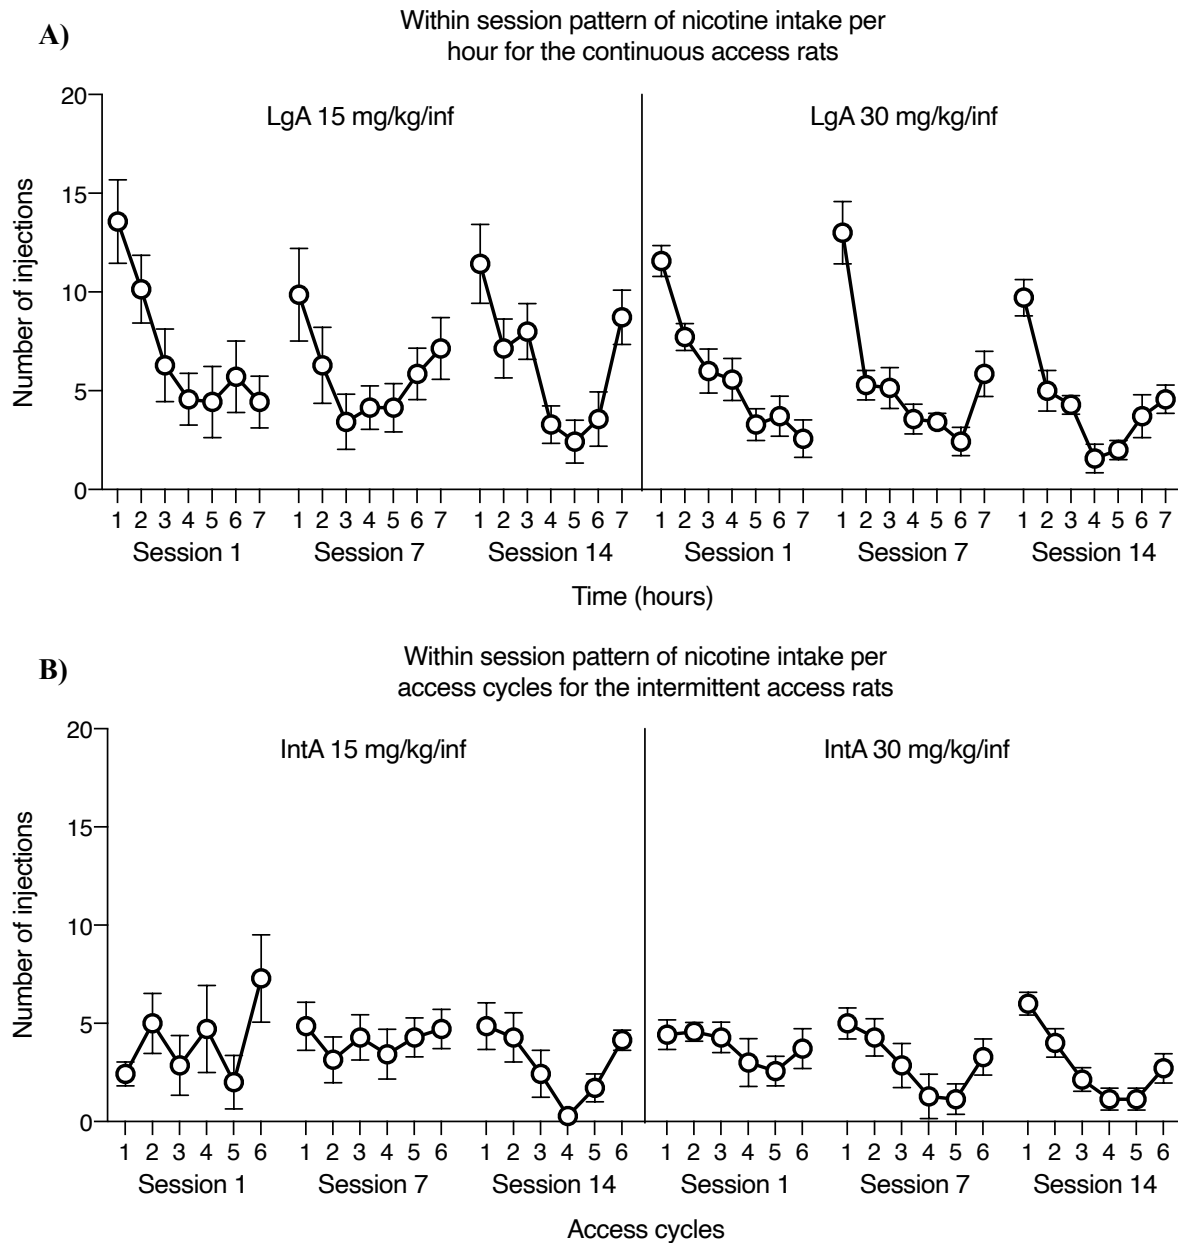 A)
Within session pattern of nicotine intake per
hour for the continuous access rats
LgA 15 mg/kg/inf
LgA 30 mg/kg/inf
Number of injections
20
15
10
5
0
1 2 3 4 5 6 7 1 2 3 4 5 6 7 1 2 3 4 5 6 7 1 2 3 4 5 6 7 1 2 3 4 5 6 7 1 2 3 4 5 6 7
Session 1 Session 7 Session 14 Session 1 Session 7 Session 14
Time (hours)
B)
Within session pattern of nicotine intake per
access cycles for the intermittent access rats
IntA 15 mg/kg/inf
IntA 30 mg/kg/inf
Number of injections
20
15
10
5
0
1 2 3 4 5 6 1 2 3 4 5 6 1 2 3 4 5 6 1 2 3 4 5 6 1 2 3 4 5 6 1 2 3 4 5 6
Session 1 Session 7 Session 14 Session 1 Session 7 Session 14
Access cycles